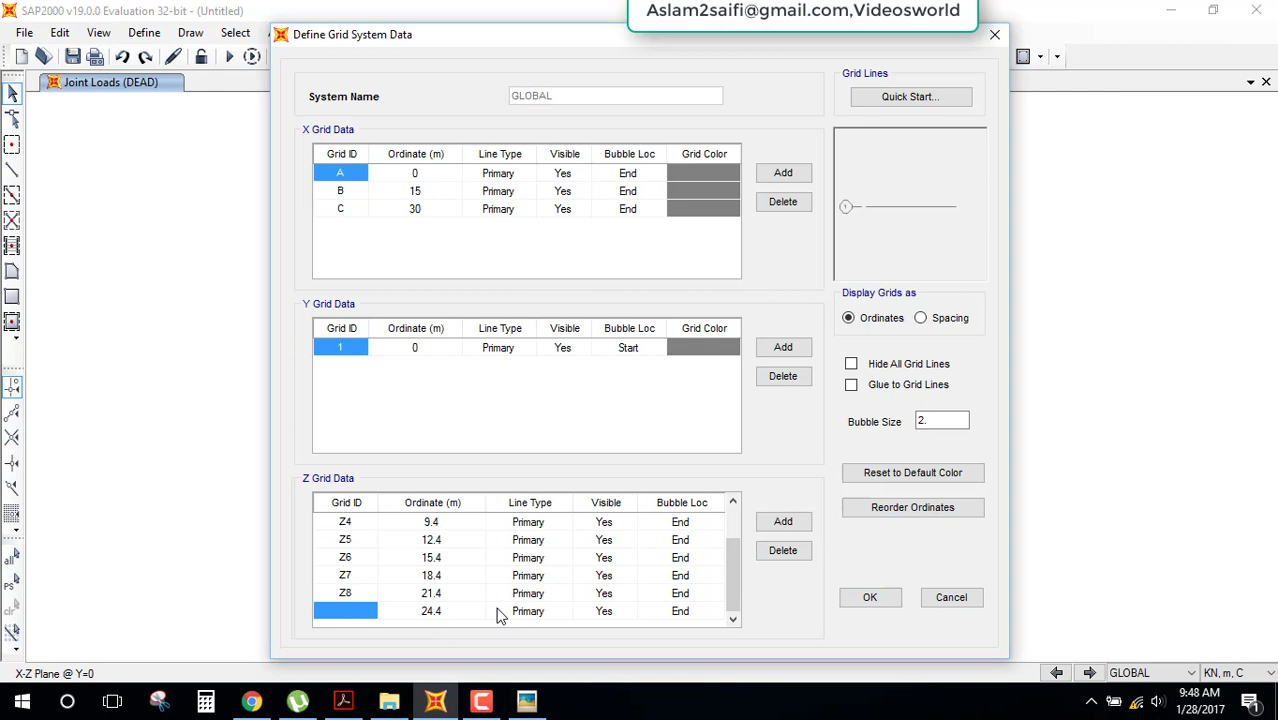 SAP2000 v19.0.0 Evaluation 32-bit - (Untitled)
Aslam2saifi@gmail.com,Videosworld
File Edit View Define Draw Select
Define Grid System Data
Joint Loads (DEAD)
System Name GLOBAL
Grid Lines
Quick Start...
X Grid Data
Grid ID Ordinate (m) Line Type Visible Bubble Loc Grid Color
A 0 Primary Yes End
B 15 Primary Yes End
C 30 Primary Yes End
Add
Delete
1
Y Grid Data
Grid ID Ordinate (m) Line Type Visible Bubble Loc Grid Color
1 0 Primary Yes Start
Add
Delete
Display Grids as
Ordinates Spacing
Hide All Grid Lines
Glue to Grid Lines
Bubble Size 2.
Reset to Default Color
Reorder Ordinates
Z Grid Data
Grid ID Ordinate (m) Line Type Visible Bubble Loc
Z4 9.4 Primary Yes End
Z5 12.4 Primary Yes End
Z6 15.4 Primary Yes End
Z7 18.4 Primary Yes End
Z8 21.4 Primary Yes End
24.4 Primary Yes End
Add
Delete
OK Cancel
all
PS
clr
X-Z Plane @ Y=0
GLOBAL KN, m, C
9:48 AM
1/28/2017